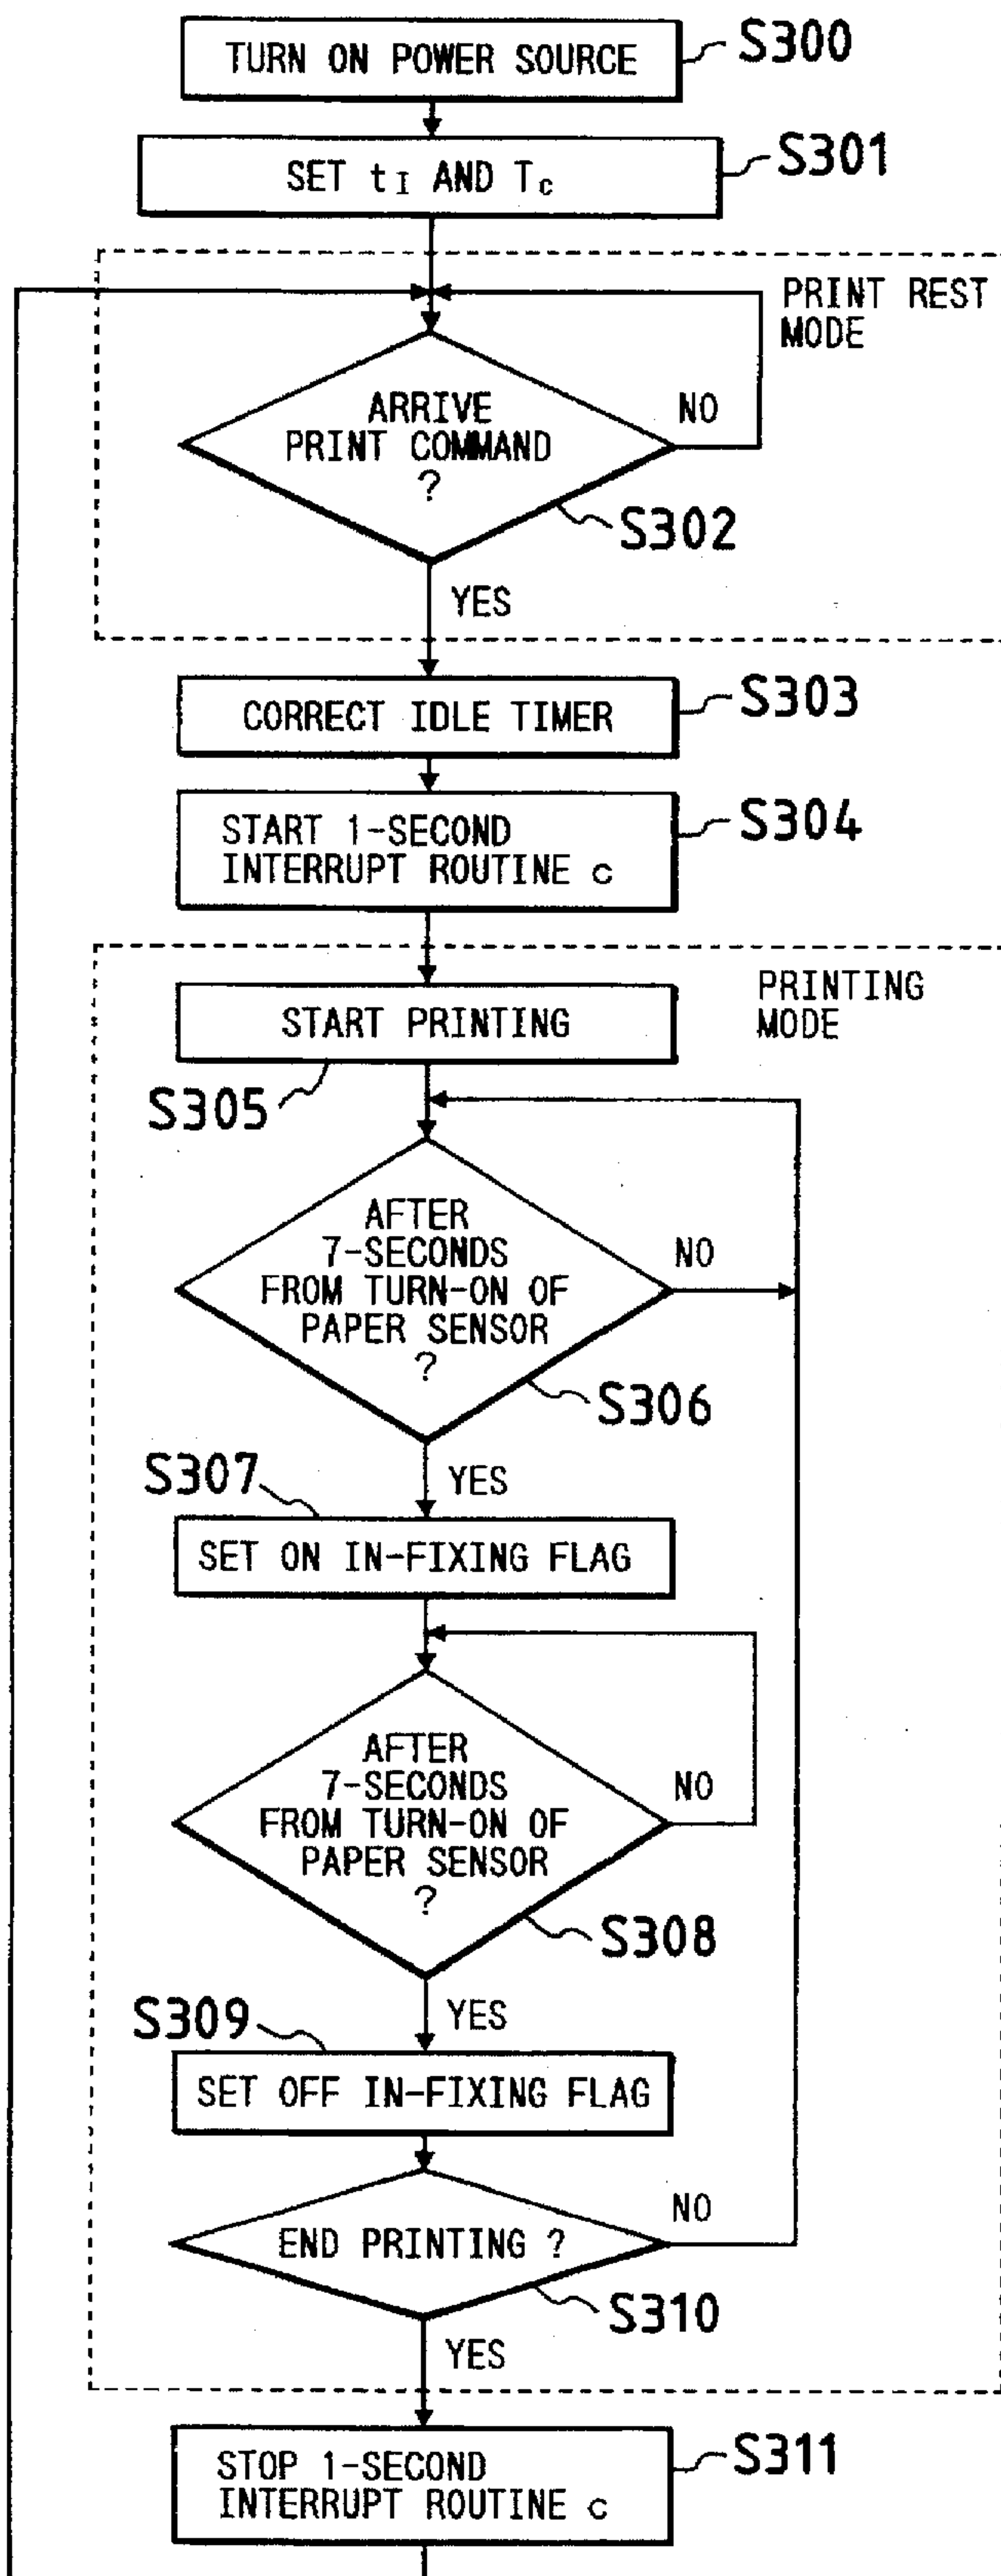 TURN ON POWER SOURCE
S300
SET tI AND Tc
S301
PRINT REST
MODE
ARRIVE
PRINT COMMAND
?
NO
S302
YES
CORRECT IDLE TIMER
S303
START 1-SECOND
INTERRUPT ROUTINE c
S304
PRINTING
MODE
START PRINTING
S305
AFTER
7-SECONDS
FROM TURN-ON OF
PAPER SENSOR
?
NO
S306
YES
S307
SET ON IN-FIXING FLAG
AFTER
7-SECONDS
FROM TURN-ON OF
PAPER SENSOR
?
NO
S308
YES
S309
SET OFF IN-FIXING FLAG
END PRINTING ?
NO
S310
YES
STOP 1-SECOND
INTERRUPT ROUTINE c
S311